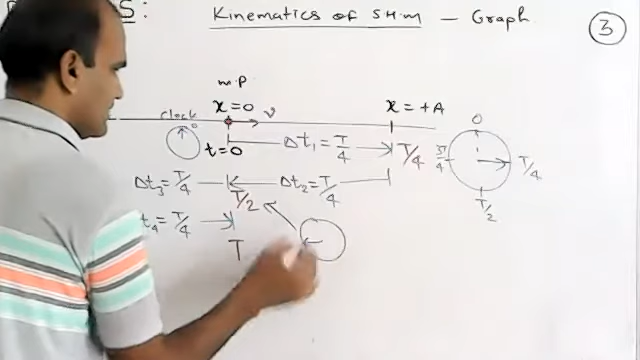 S:
Kinematics of SHM - Graph
3
M.P
x=0
x=+A
clock
0
v
t=0
Δt₁ = T/4
T/4
0
3T/4
T/4
T/2
Δt₃ = T/4
Δt₂ = T/4
T/2
t₄ = T/4
T